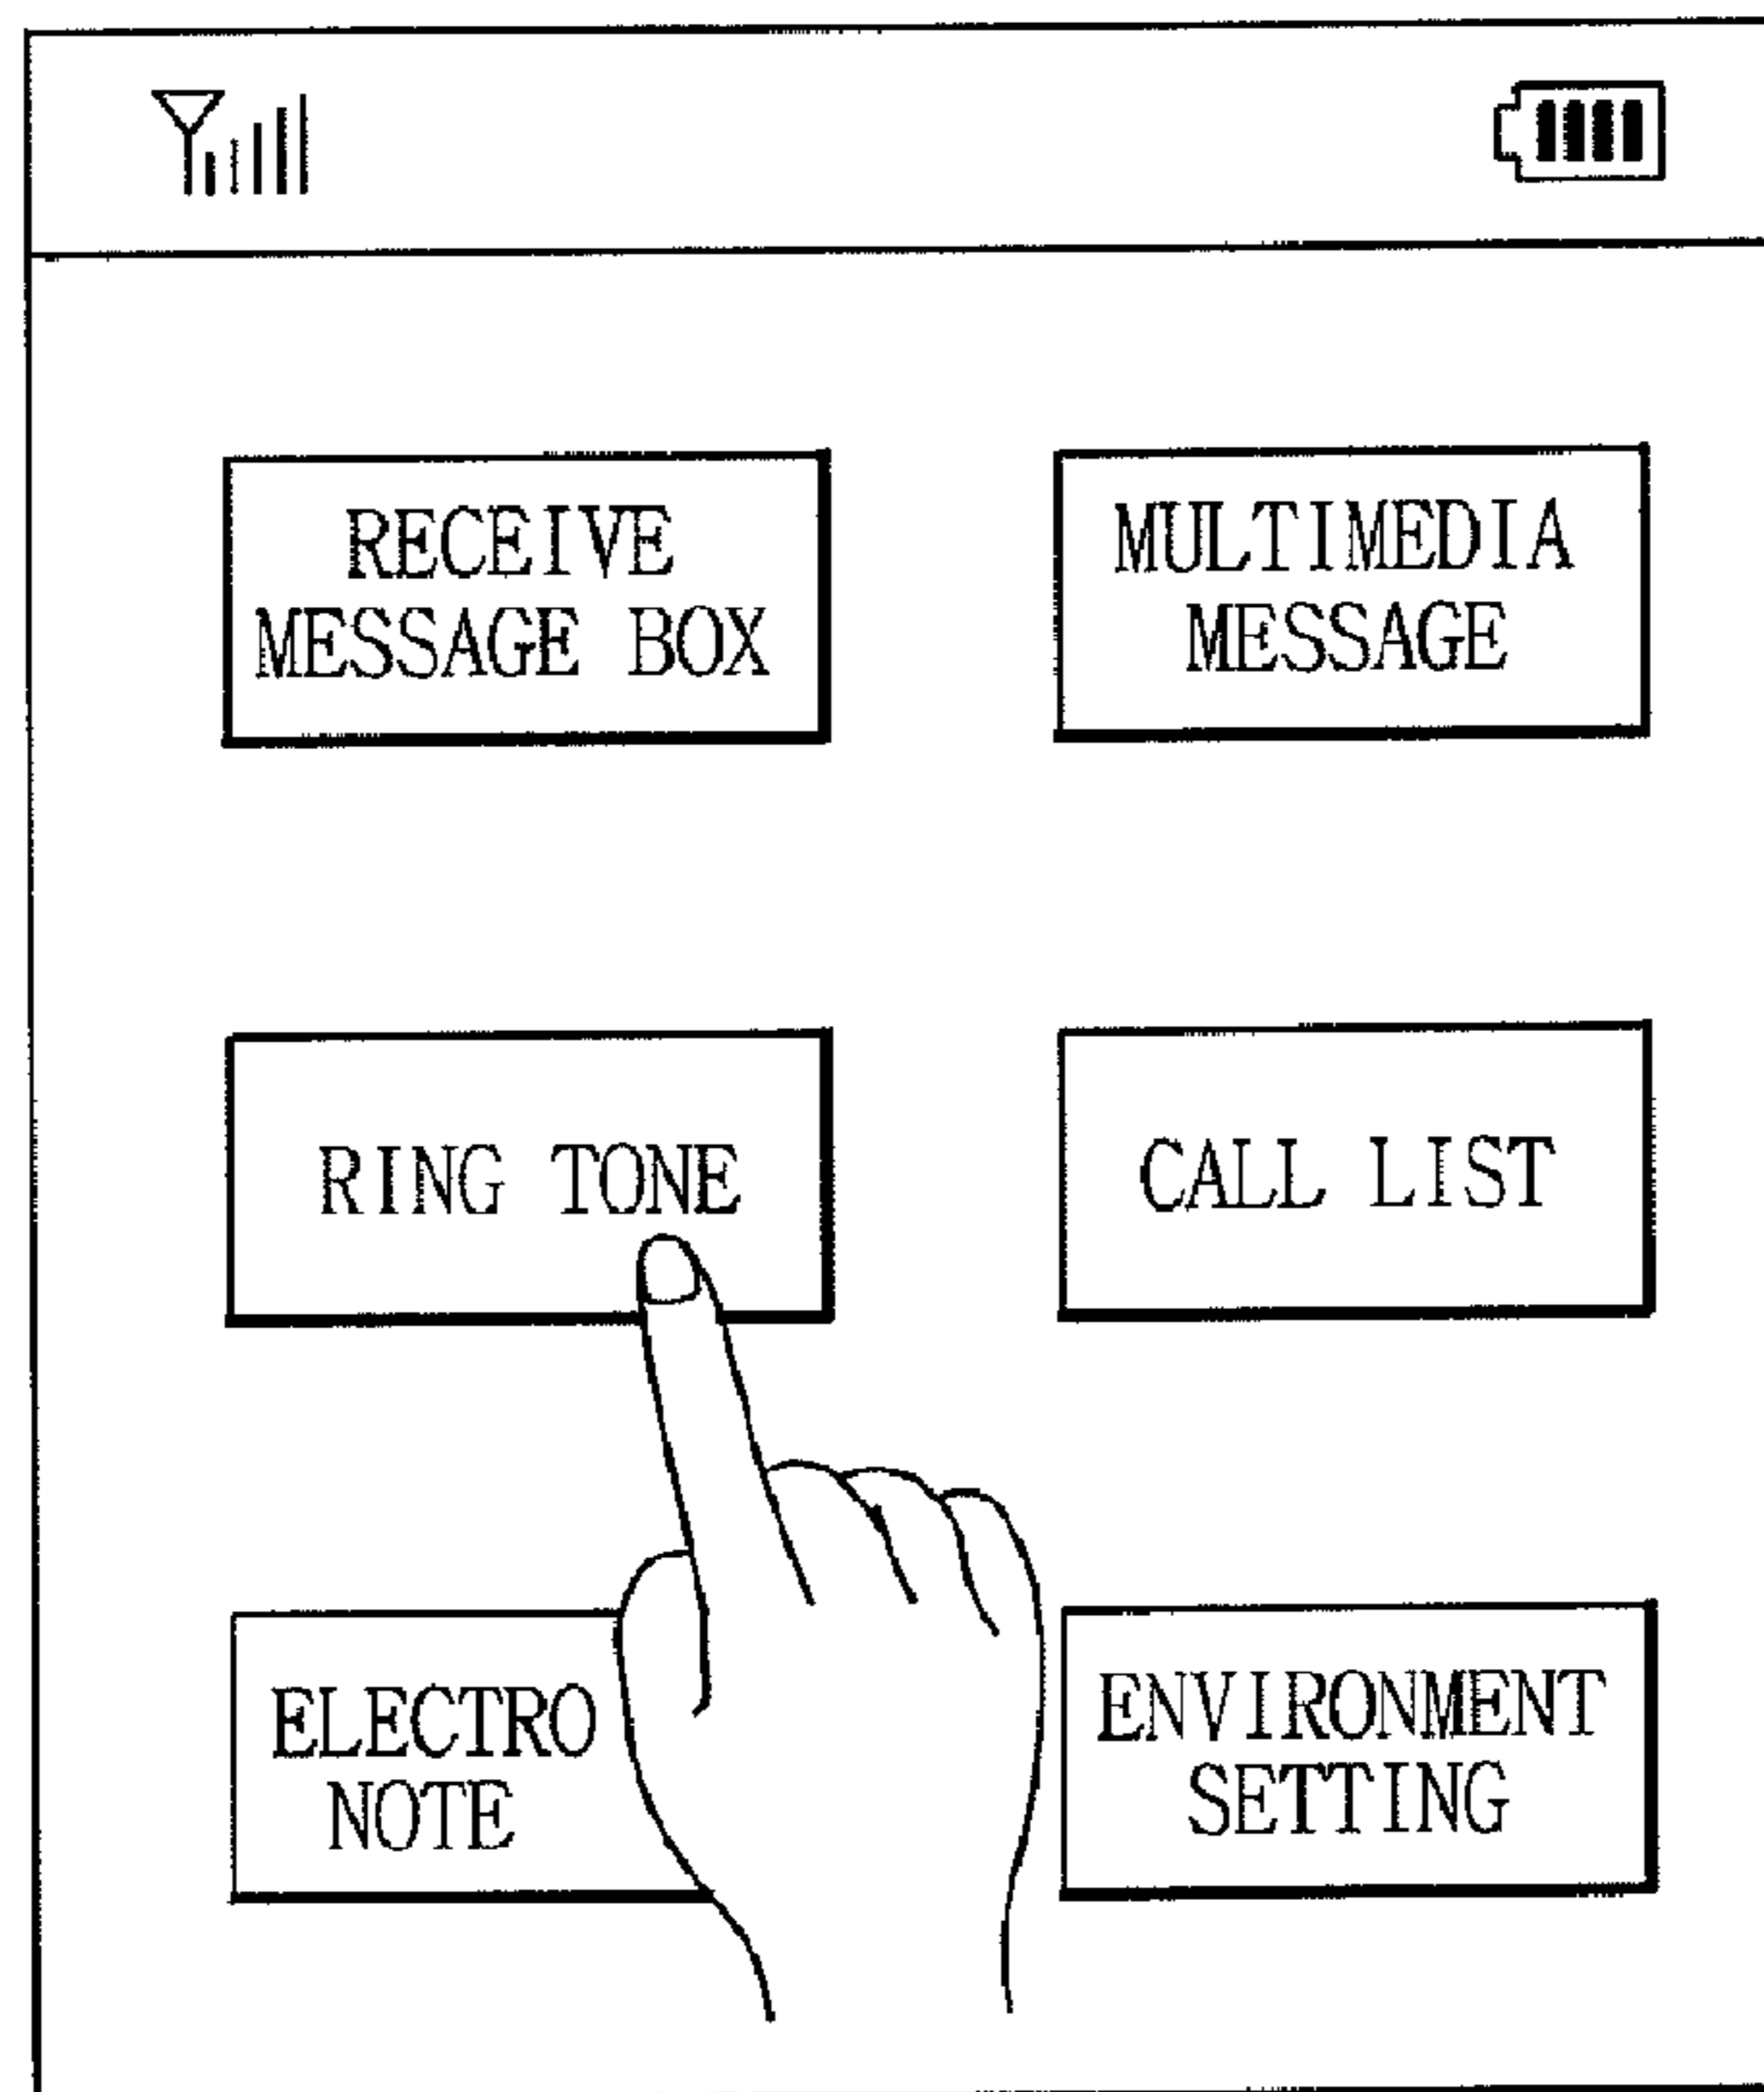 RECEIVE
MESSAGE BOX
MULTIMEDIA
MESSAGE
RING TONE
CALL LIST
ELECTRO
NOTE
ENVIRONMENT
SETTING